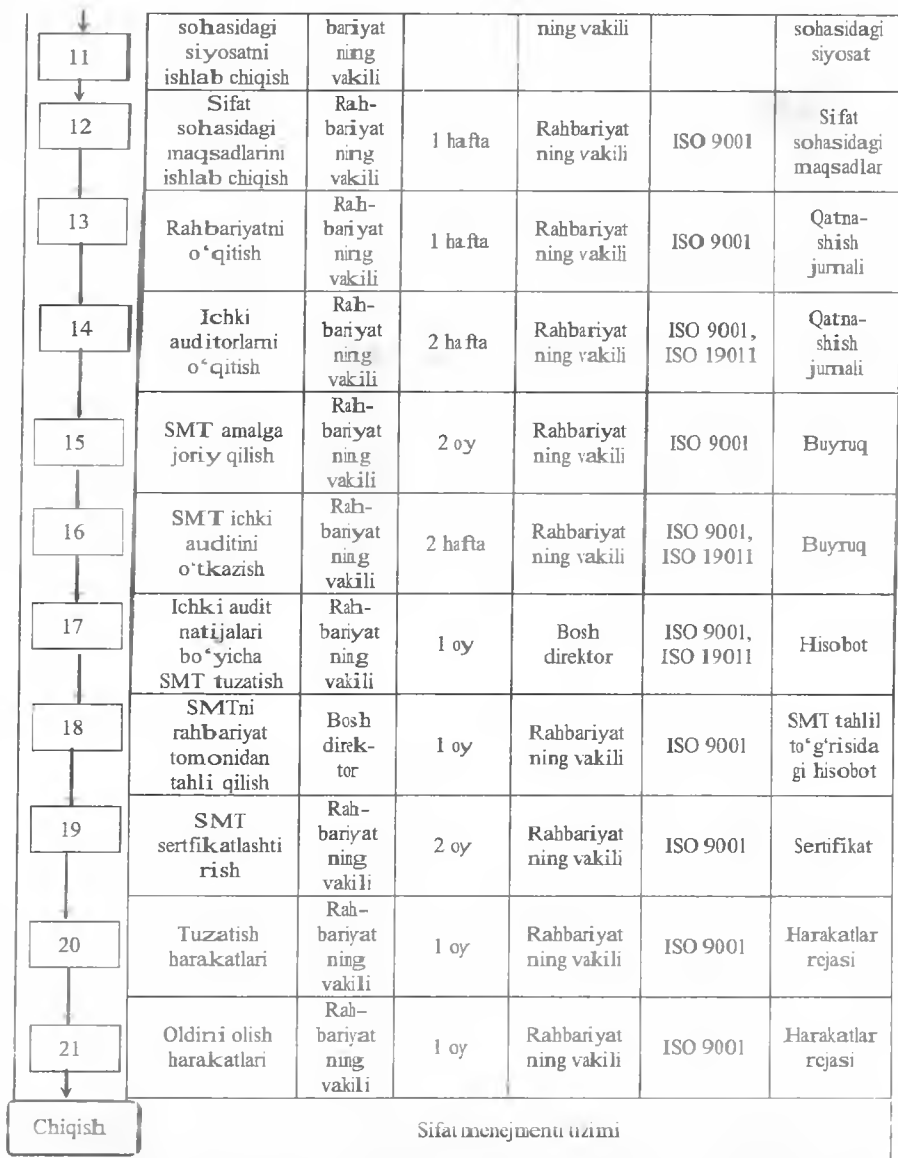 11
sohasidagi
siyosatni
ishlab chiqish
bariyat
ning
vakili
ning vakili
sohasidagi
siyosat
12
Sifat
sohasidagi
maqsadlarini
ishlab chiqish
Rah-
bariyat
ning
vakili
1 hafta
Rahbariyat
ning vakili
ISO 9001
Sifat
sohasidagi
maqsadlar
13
Rahbariyatni
o‘qitish
Rah-
bariyat
ning
vakili
1 hafta
Rahbariyat
ning vakili
ISO 9001
Qatna-
shish
jurnali
14
Ichki
auditorlarni
o‘qitish
Rah-
bariyat
ning
vakili
2 hafta
Rahbariyat
ning vakili
ISO 9001,
ISO 19011
Qatna-
shish
jurnali
15
SMT amalga
joriy qilish
Rah-
bariyat
ning
vakili
2 oy
Rahbariyat
ning vakili
ISO 9001
Buyruq
16
SMT ichki
auditini
o‘tkazish
Rah-
bariyat
ning
vakili
2 hafta
Rahbariyat
ning vakili
ISO 9001,
ISO 19011
Buyruq
17
Ichki audit
natijalari
bo‘yicha
SMT tuzatish
Rah-
bariyat
ning
vakili
1 oy
Bosh
direktor
ISO 9001,
ISO 19011
Hisobot
18
SMTni
rahbariyat
tomonidan
tahli qilish
Bosh
direk-
tor
1 oy
Rahbariyat
ning vakili
ISO 9001
SMT tahlil
to‘g‘risida
gi hisobot
19
SMT
sertfikatlashti
rish
Rah-
bariyat
ning
vakili
2 oy
Rahbariyat
ning vakili
ISO 9001
Sertifikat
20
Tuzatish
harakatlari
Rah-
bariyat
ning
vakili
1 oy
Rahbariyat
ning vakili
ISO 9001
Harakatlar
rejasi
21
Oldini olish
harakatlari
Rah-
bariyat
ning
vakili
1 oy
Rahbariyat
ning vakili
ISO 9001
Harakatlar
rejasi
Chiqish
Sifat menejmenti tizimi